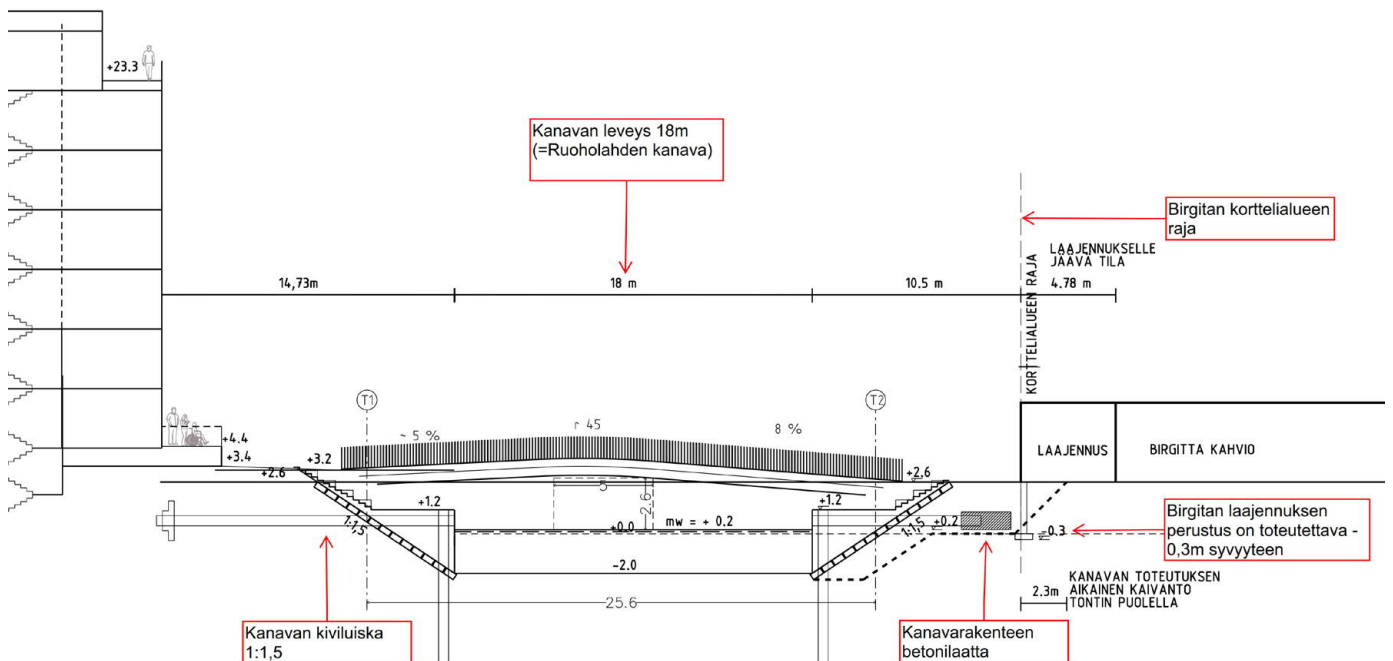 +23.3
Kanavan leveys 18m
(=Ruoholahden kanava)
Birgitan korttelialueen
raja
LAAJENNUKSELLE
JÄÄVÄ TILA
KORTTELIALUEEN RAJA
14,73m
18 m
10.5 m
4.78 m
T1
T2
~ 5 %
r 45
8 %
+4.4
+3.4
+3.2
+2.6
+2.6
LAAJENNUS
BIRGITTA KAHVIO
5
2.6
+1.2
+1.2
1:1,5
1:1,5
+0.0
mw = + 0.2
+0.2
-0.3
-2.0
25.6
Birgitan laajennuksen
perustus on toteutettava -
0,3m syvyyteen
2.3m
KANAVAN TOTEUTUKSEN
AIKAINEN KAIVANTO
TONTIN PUOLELLA
Kanavan kiviluiska
1:1,5
Kanavarakenteen
betonilaatta